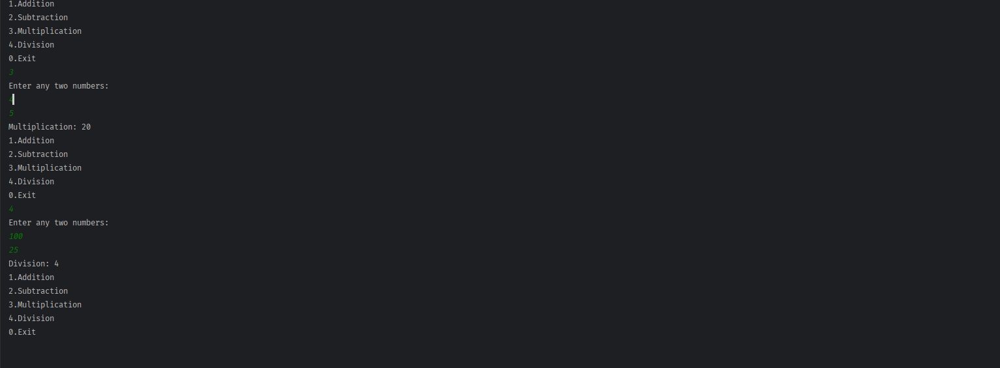 1.Addition
2.Subtraction
3.Multiplication
4.Division
0.Exit
3
Enter any two numbers:
4
5
Multiplication: 20
1.Addition
2.Subtraction
3.Multiplication
4.Division
0.Exit
4
Enter any two numbers:
100
25
Division: 4
1.Addition
2.Subtraction
3.Multiplication
4.Division
0.Exit